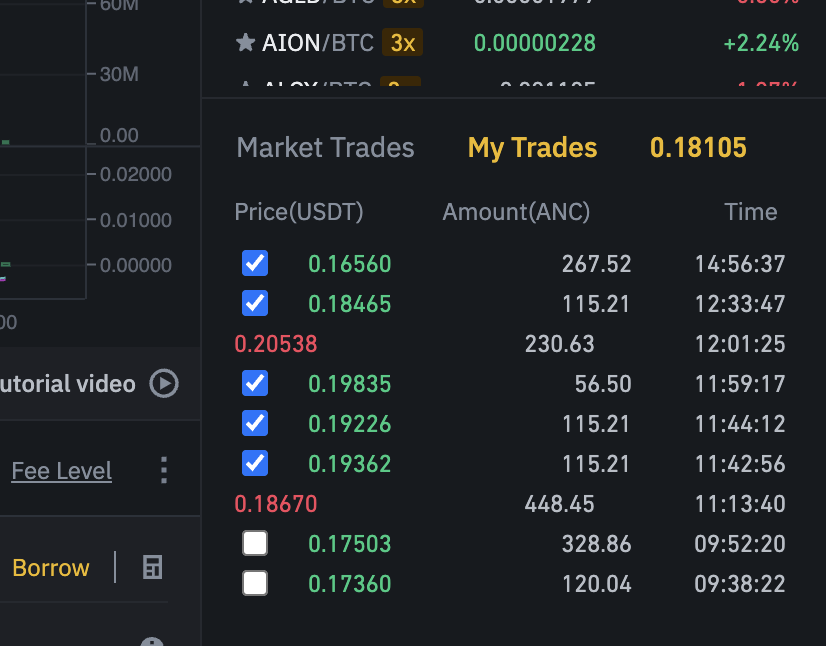 60M
AION/BTC 3x 0.00000228 +2.24%
30M
0.00
Market Trades My Trades 0.18105
0.02000
Price(USDT) Amount(ANC) Time
0.01000
0.16560 267.52 14:56:37
0.00000
0.18465 115.21 12:33:47
00
0.20538 230.63 12:01:25
utorial video
0.19835 56.50 11:59:17
0.19226 115.21 11:44:12
0.19362 115.21 11:42:56
Fee Level
0.18670 448.45 11:13:40
0.17503 328.86 09:52:20
Borrow
0.17360 120.04 09:38:22